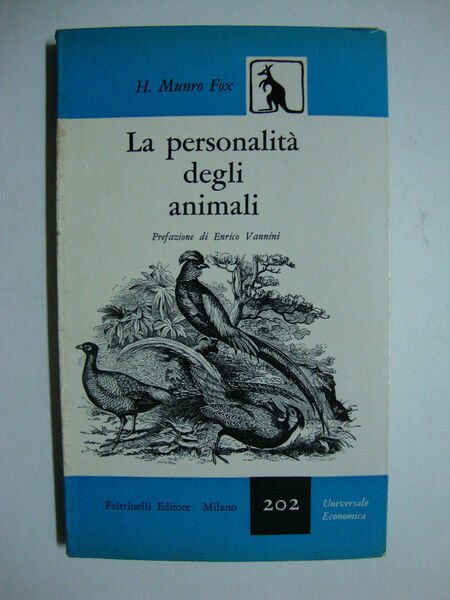 H. Munro Fox
La personalità
degli
animali
Prefazione di Enrico Vannini
Feltrinelli Editore Milano
202
Universale
Economica